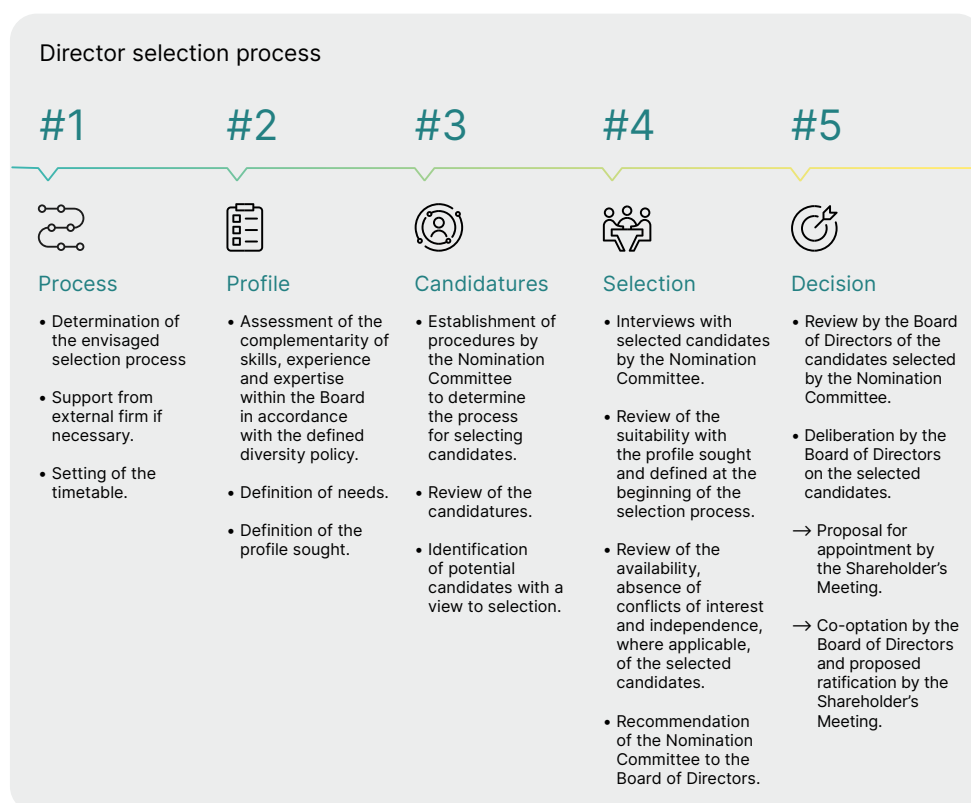 Director selection process
#1
#2
#3
#4
#5
Process
• Determination of
the envisaged
selection process
• Support from
external firm if
necessary.
• Setting of the
timetable.
Profile
• Assessment of the
complementarity of
skills, experience
and expertise
within the Board
in accordance
with the defined
diversity policy.
• Definition of needs.
• Definition of the
profile sought.
Candidatures
• Establishment of
procedures by
the Nomination
Committee
to determine
the process
for selecting
candidates.
• Review of the
candidatures.
• Identification
of potential
candidates with a
view to selection.
Selection
• Interviews with
selected candidates
by the Nomination
Committee.
• Review of the
suitability with
the profile sought
and defined at the
beginning of the
selection process.
• Review of the
availability,
absence of
conflicts of interest
and independence,
where applicable,
of the selected
candidates.
• Recommendation
of the Nomination
Committee to the
Board of Directors.
Decision
• Review by the Board
of Directors of the
candidates selected
by the Nomination
Committee.
• Deliberation by the
Board of Directors
on the selected
candidates.
→ Proposal for
appointment by
the Shareholder’s
Meeting.
→ Co-optation by the
Board of Directors
and proposed
ratification by the
Shareholder’s
Meeting.